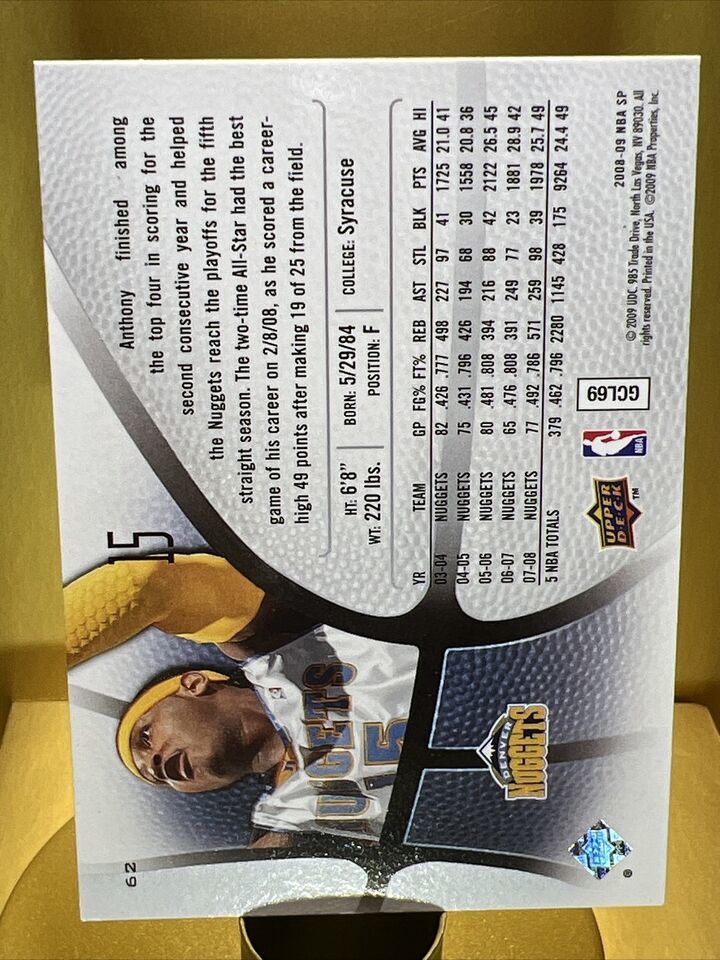 62
15
Anthony finished among
the top four in scoring for the
second consecutive year and helped
the Nuggets reach the playoffs for the fifth
straight season. The two-time All-Star had the best
game of his career on 2/8/08, as he scored a career-
high 49 points after making 19 of 25 from the field.
HT: 6'8" BORN: 5/29/84 COLLEGE: Syracuse
WT: 220 lbs. POSITION: F
YR TEAM GP FG% FT% REB AST STL BLK PTS AVG HI
03-04 NUGGETS 82 .426 .777 498 227 97 41 1725 21.0 41
04-05 NUGGETS 75 .431 .796 426 194 68 30 1558 20.8 36
05-06 NUGGETS 80 .481 .808 394 216 88 42 2122 26.5 45
06-07 NUGGETS 65 .476 .808 391 249 77 23 1881 28.9 42
07-08 NUGGETS 77 .492 .786 571 259 98 39 1978 25.7 49
5 NBA TOTALS 379 .462 .796 2280 1145 428 175 9264 24.4 49
NUGGETS
15
DENVER
NUGGETS
UPPER
DECK
TM
NBA
GCL69
2008-09 NBA SP
© 2009 UDC. 985 Trade Drive, North Las Vegas, NV 89030. All
rights reserved. Printed in the USA. ©2009 NBA Properties, Inc.
®